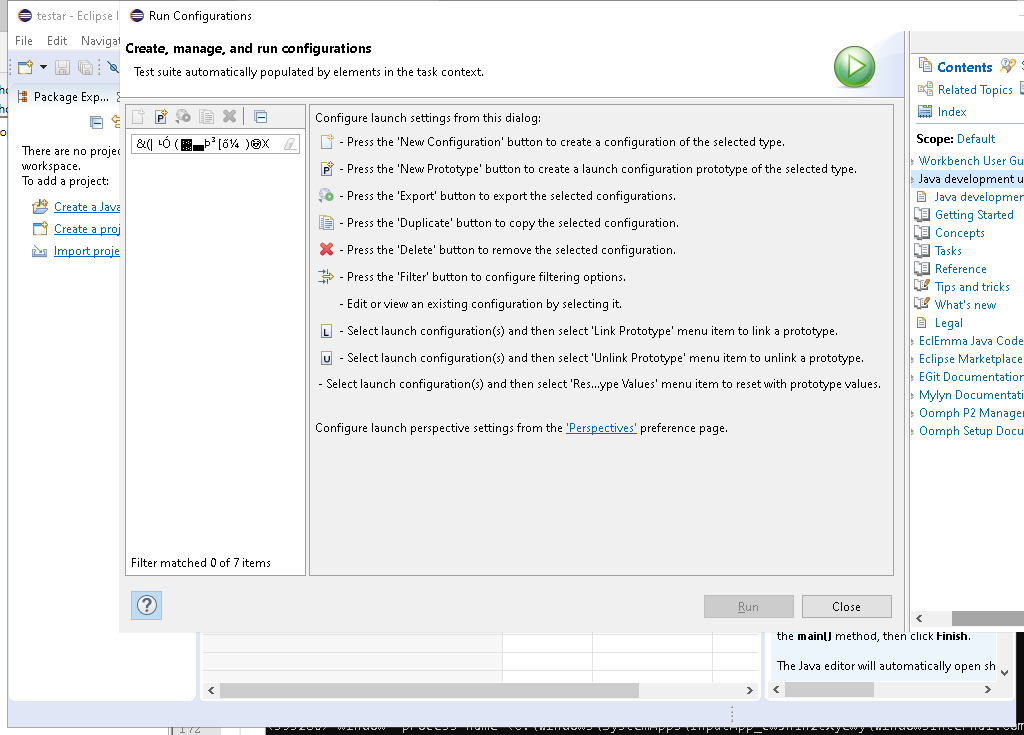 testar - Eclipse I
Run Configurations
File Edit Navigat
Create, manage, and run configurations
Test suite automatically populated by elements in the task context.
Package Exp...
There are no projec
workspace.
To add a project:
Create a Java
Create a proj
Import proje
Filter matched 0 of 7 items
Configure launch settings from this dialog:
- Press the 'New Configuration' button to create a configuration of the selected type.
- Press the 'New Prototype' button to create a launch configuration prototype of the selected type.
- Press the 'Export' button to export the selected configurations.
- Press the 'Duplicate' button to copy the selected configuration.
- Press the 'Delete' button to remove the selected configuration.
- Press the 'Filter' button to configure filtering options.
- Edit or view an existing configuration by selecting it.
L - Select launch configuration(s) and then select 'Link Prototype' menu item to link a prototype.
U - Select launch configuration(s) and then select 'Unlink Prototype' menu item to unlink a prototype.
- Select launch configuration(s) and then select 'Res...ype Values' menu item to reset with prototype values.
Configure launch perspective settings from the 'Perspectives' preference page.
Run
Close
Contents
Related Topics
Index
Scope: Default
Workbench User Gu
Java development u
Java developmen
Getting Started
Concepts
Tasks
Reference
Tips and tricks
What's new
Legal
EclEmma Java Code
Eclipse Marketplace
EGit Documentation
Mylyn Documentati
Oomph P2 Manager
Oomph Setup Docu
the main() method, then click Finish.
The Java editor will automatically open sh
172